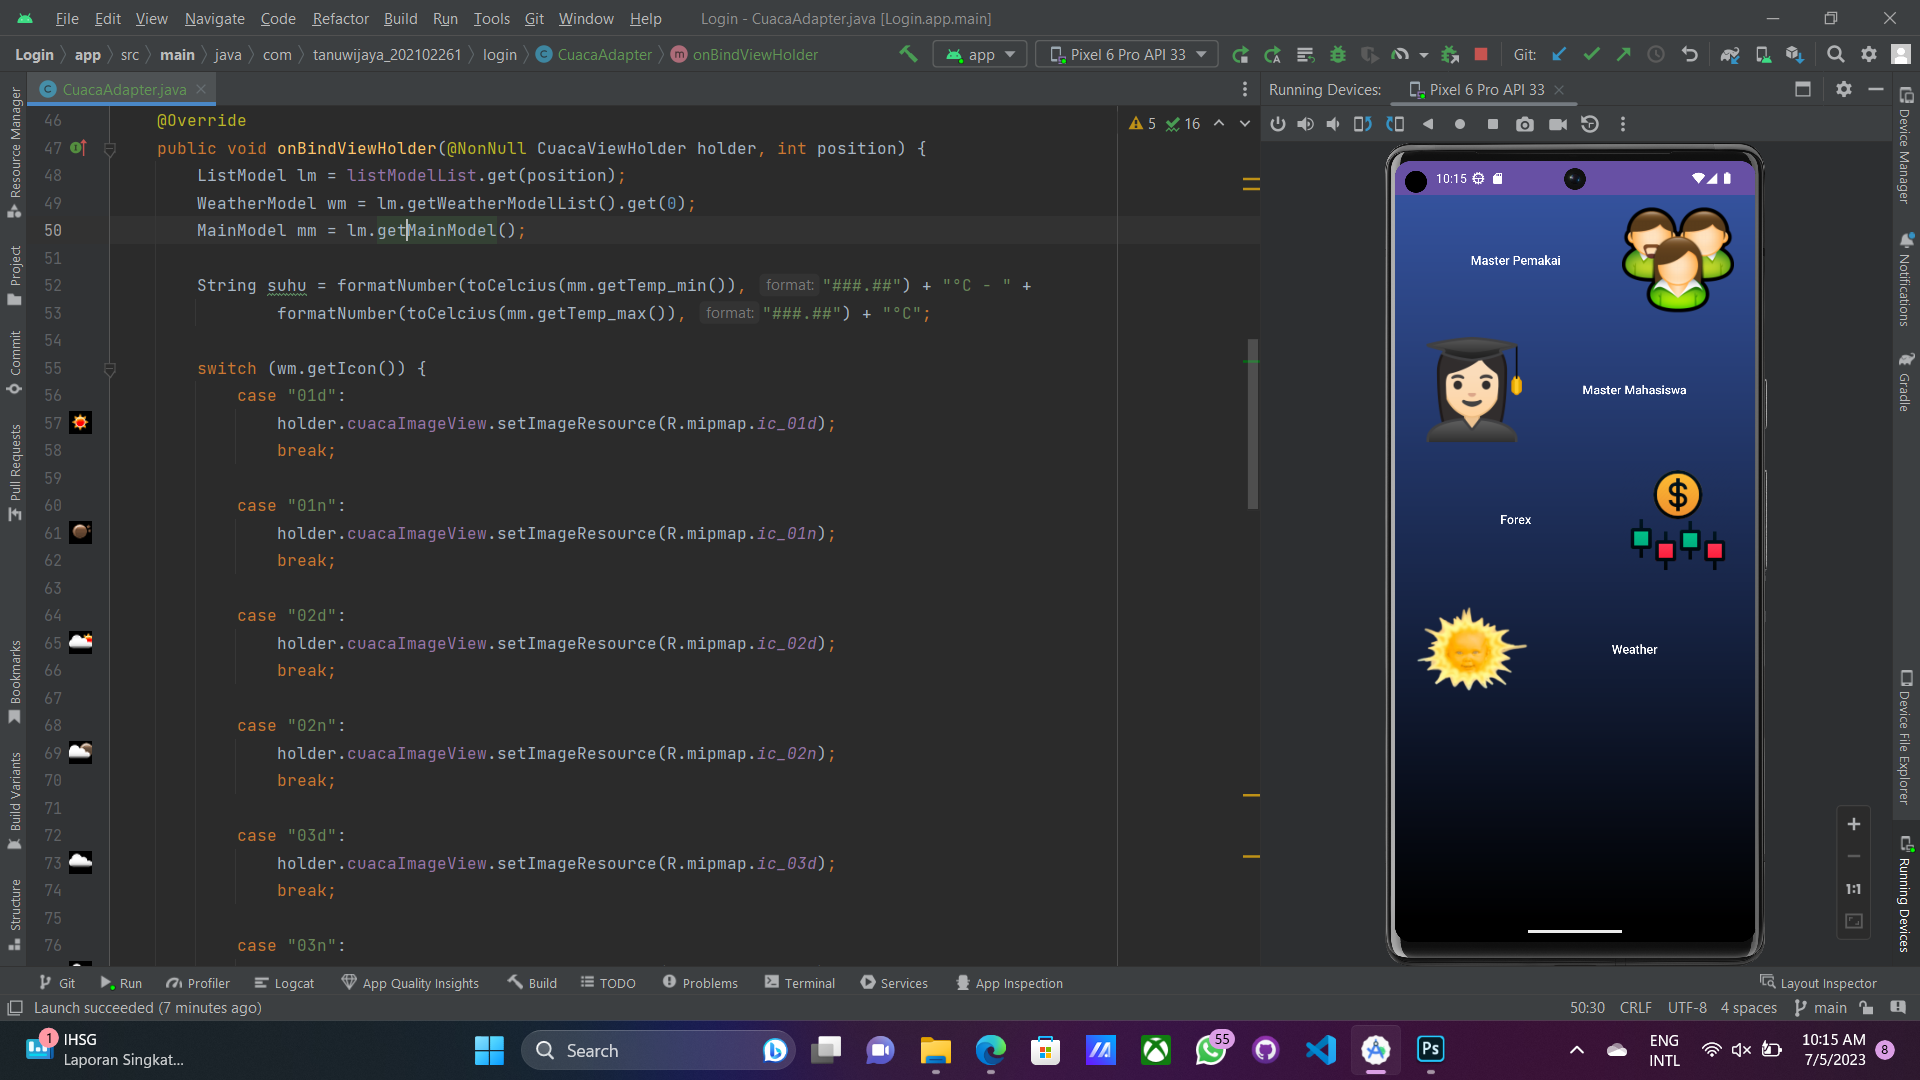 File Edit View Navigate Code Refactor Build Run Tools Git Window Help Login - CuacaAdapter.java [Login.app.main]
Login app src main java com tanuwijaya_202102261 login CuacaAdapter onBindViewHolder app Pixel 6 Pro API 33 Git:
CuacaAdapter.java
Running Devices: Pixel 6 Pro API 33
5 16
46 @Override
47 public void onBindViewHolder(@NonNull CuacaViewHolder holder, int position) {
48 ListModel lm = listModelList.get(position);
49 WeatherModel wm = lm.getWeatherModelList().get(0);
50 MainModel mm = lm.getMainModel();
51
52 String suhu = formatNumber(toCelcius(mm.getTemp_min()), format: "###.##") + "°C - " +
53 formatNumber(toCelcius(mm.getTemp_max()), format: "###.##") + "°C";
54
55 switch (wm.getIcon()) {
56 case "01d":
57 holder.cuacaImageView.setImageResource(R.mipmap.ic_01d);
58 break;
59
60 case "01n":
61 holder.cuacaImageView.setImageResource(R.mipmap.ic_01n);
62 break;
63
64 case "02d":
65 holder.cuacaImageView.setImageResource(R.mipmap.ic_02d);
66 break;
67
68 case "02n":
69 holder.cuacaImageView.setImageResource(R.mipmap.ic_02n);
70 break;
71
72 case "03d":
73 holder.cuacaImageView.setImageResource(R.mipmap.ic_03d);
74 break;
75
76 case "03n":
Resource Manager
Project
Commit
Pull Requests
Bookmarks
Build Variants
Structure
10:15
Master Pemakai
Master Mahasiswa
Forex
Weather
1:1
Device Manager
Notifications
Gradle
Device File Explorer
Running Devices
Git Run Profiler Logcat App Quality Insights Build TODO Problems Terminal Services App Inspection Layout Inspector
Launch succeeded (7 minutes ago) 50:30 CRLF UTF-8 4 spaces main
1
IHSG
Laporan Singkat...
Search
55
Ps
ENG
INTL
10:15 AM
7/5/2023
8